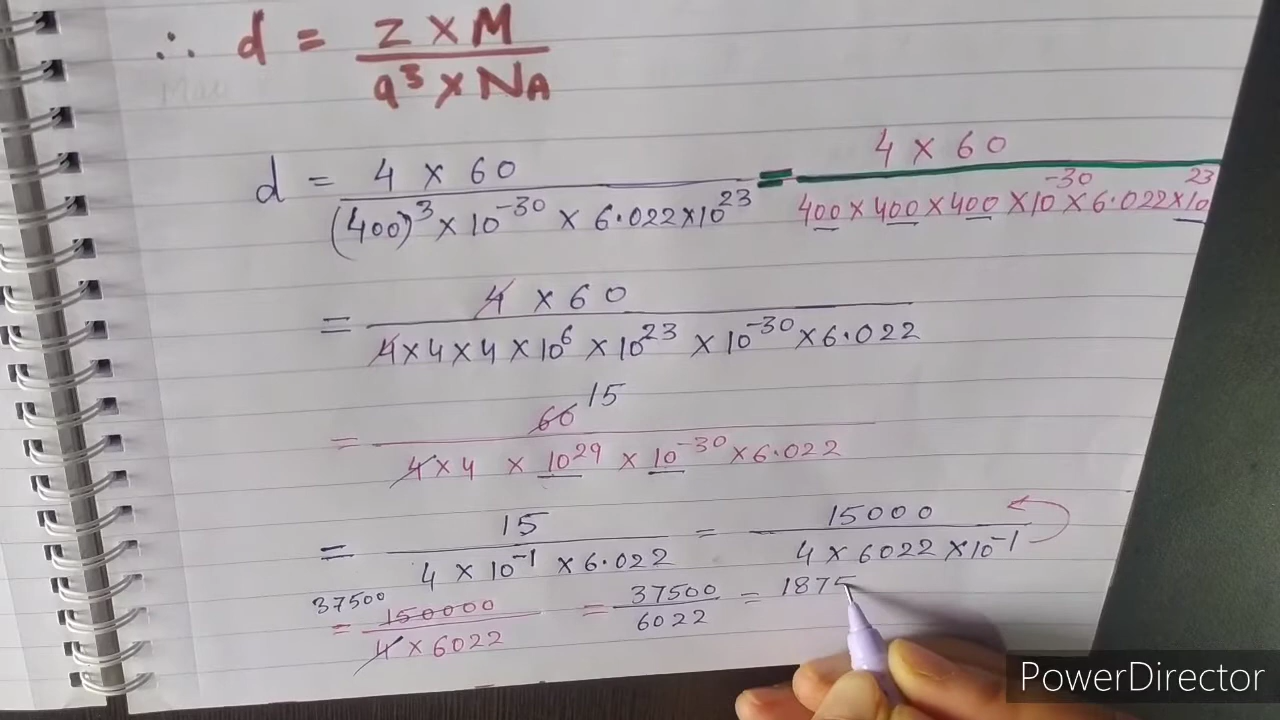 ∴ d = Z × M / a³ × NA
d = 4 × 60 / (400)³ × 10⁻³⁰ × 6.022 × 10²³ = 4 × 60 / 400 × 400 × 400 × 10⁻³⁰ × 6.022 × 10²³
= 4 × 60 / 4 × 4 × 4 × 10⁶ × 10²³ × 10⁻³⁰ × 6.022
= 60 15 / 4 × 4 × 10²⁹ × 10⁻³⁰ × 6.022
= 15 / 4 × 10⁻¹ × 6.022 = 15000 / 4 × 6022 × 10⁻¹
37500
= 150000 / 4 × 6022 = 37500 / 6022 = 1875
PowerDirector